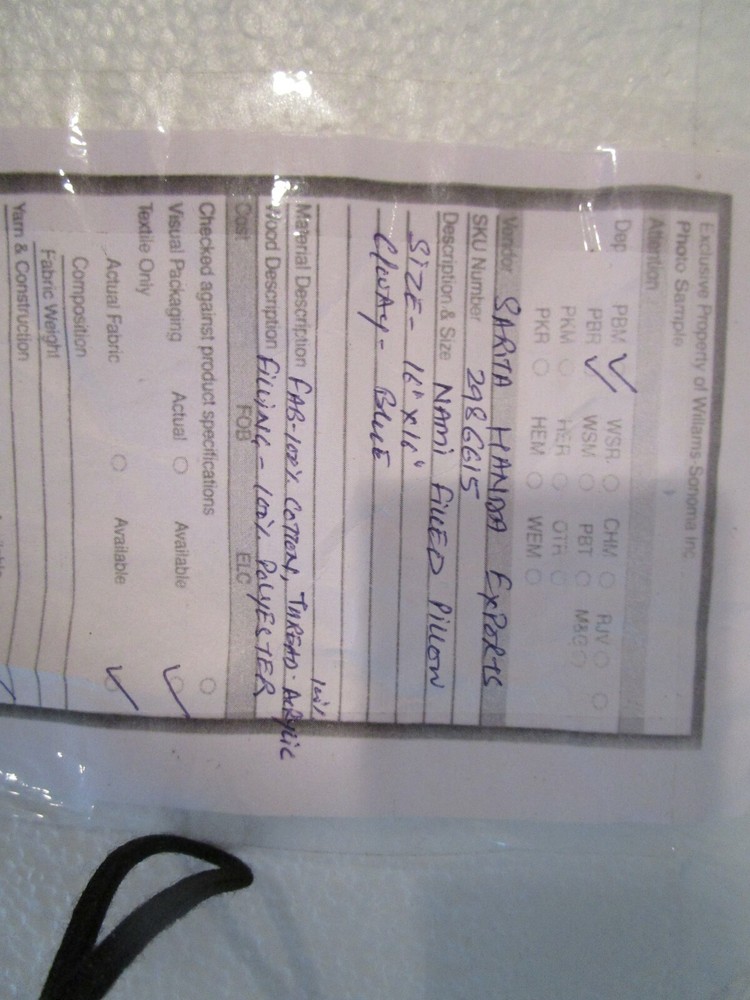 Exclusive Property of Williams Sonoma Inc
Photo Sample
Attention
Dep PBM WSR CHM RJV
PBR WSM PBT M&G
PKM HER OTR
PKR HEM WEM
Vendor SARITA HANDA EXPORTS
SKU Number 2986615
Description & Size NAMI FILLED PILLOW
SIZE - 16" X 16"
C/WAY - BLUE
100%
Material Description FAB-100% COTTON, THREAD - ACRYLIC
Wood Description FILLING - 100% POLYESTER
Cost FOB ELC
Checked against product specifications
Visual Packaging Actual Available
Textile Only
Actual Fabric Available
Composition
Fabric Weight
Yarn & Construction